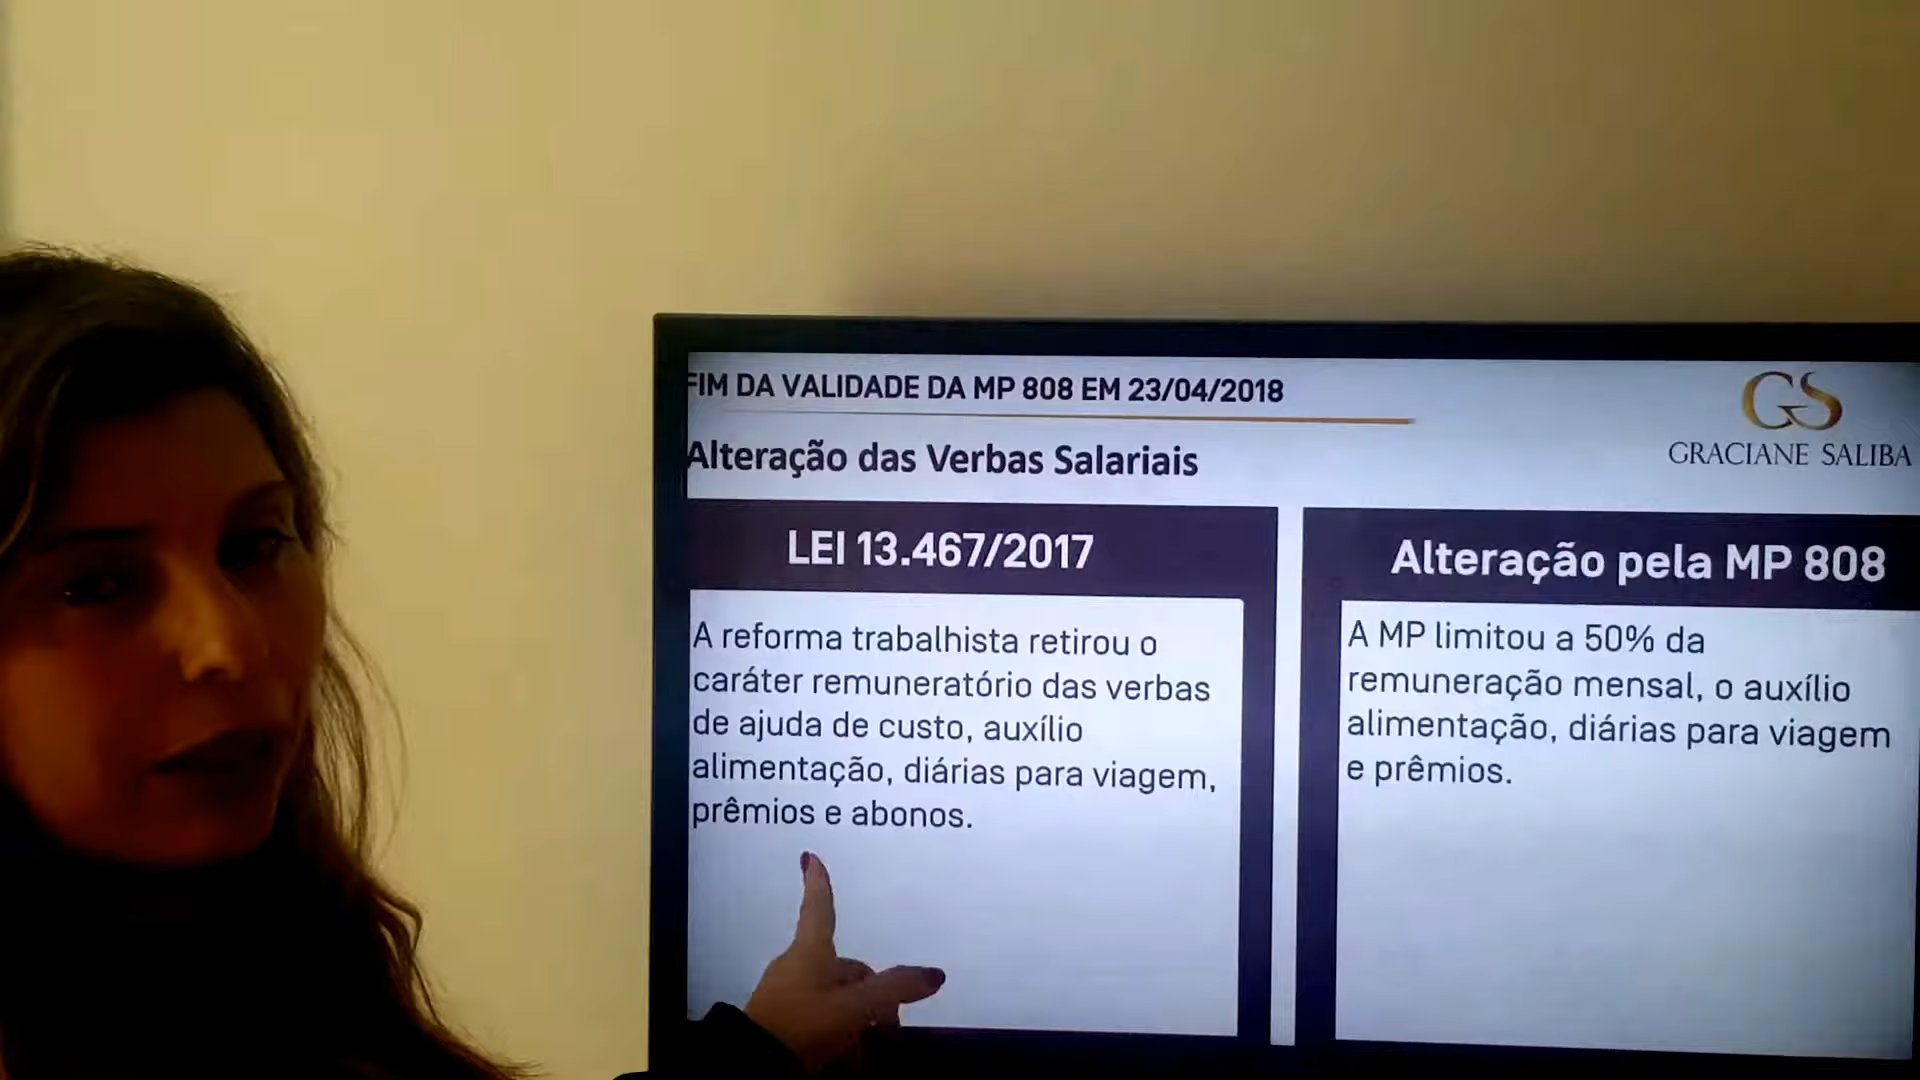 FIM DA VALIDADE DA MP 808 EM 23/04/2018
GS
GRACIANE SALIBA
Alteração das Verbas Salariais
LEI 13.467/2017
A reforma trabalhista retirou o
caráter remuneratório das verbas
de ajuda de custo, auxílio
alimentação, diárias para viagem,
prêmios e abonos.
Alteração pela MP 808
A MP limitou a 50% da
remuneração mensal, o auxílio
alimentação, diárias para viagem
e prêmios.